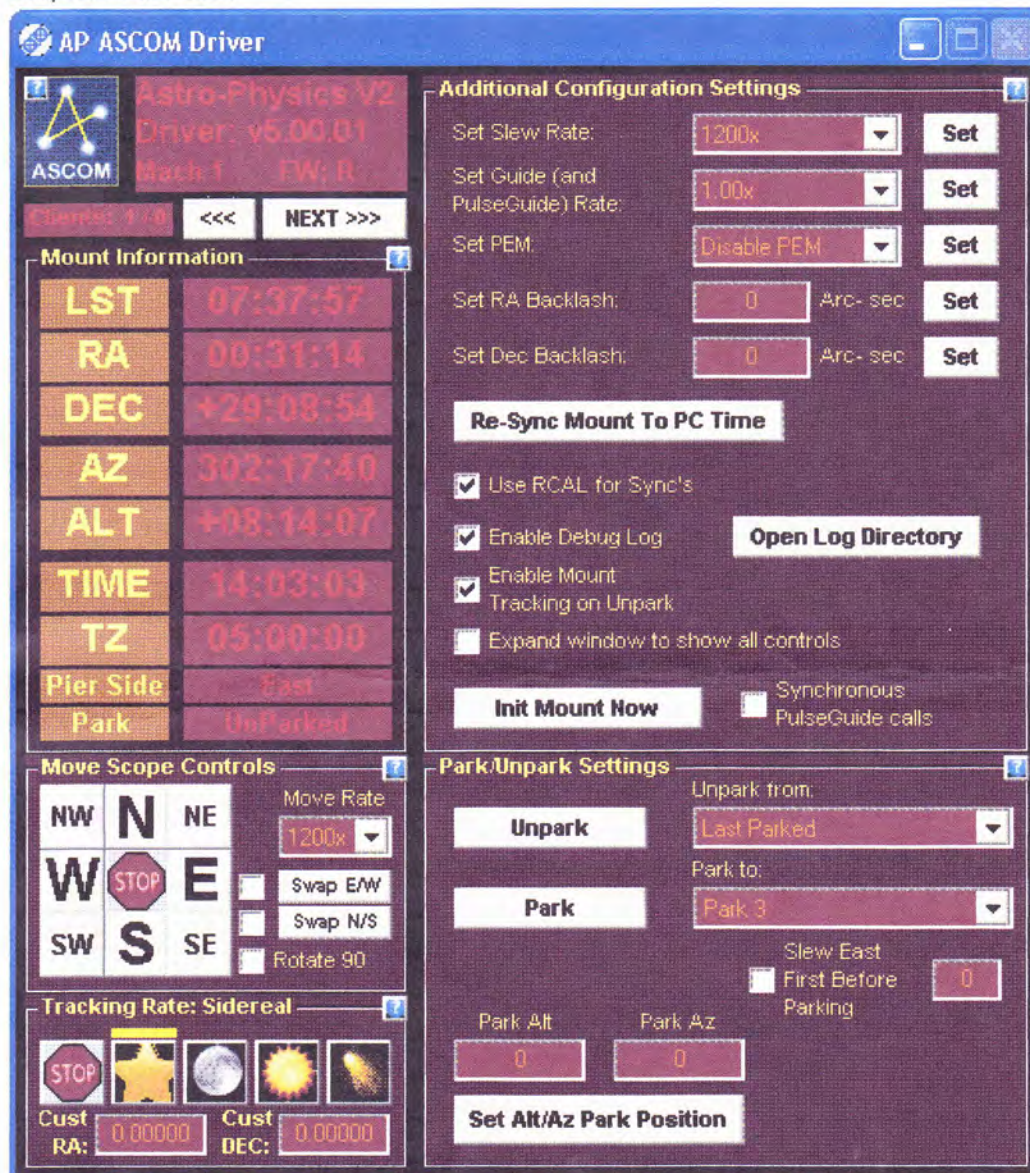 AP ASCOM Driver
ASCOM
Astro-Physics V2
Driver: v5.00.01
Mach 1 FW: R
<<<
NEXT >>>
Mount Information
LST 07:37:57
RA 00:31:14
DEC +29:08:54
AZ 302:17:40
ALT +08:14:07
TIME 14:03:03
TZ 05:00:00
Pier Side East
Park UnParked
Move Scope Controls
NW N NE
W STOP E
SW S SE
Move Rate
1200x
Swap E/W
Swap N/S
Rotate 90
Tracking Rate: Sidereal
STOP
Cust RA: 0.00000
Cust DEC: 0.00000
Additional Configuration Settings
Set Slew Rate: 1200x Set
Set Guide (and
PulseGuide) Rate: 1.00x Set
Set PEM: Disable PEM Set
Set RA Backlash: 0 Arc- sec Set
Set Dec Backlash: 0 Arc- sec Set
Re-Sync Mount To PC Time
Use RCAL for Sync's
Enable Debug Log
Open Log Directory
Enable Mount
Tracking on Unpark
Expand window to show all controls
Init Mount Now
Synchronous
PulseGuide calls
Park/Unpark Settings
Unpark
Unpark from:
Last Parked
Park
Park to:
Park 3
Slew East
First Before
Parking
0
Park Alt
0
Park Az
0
Set Alt/Az Park Position